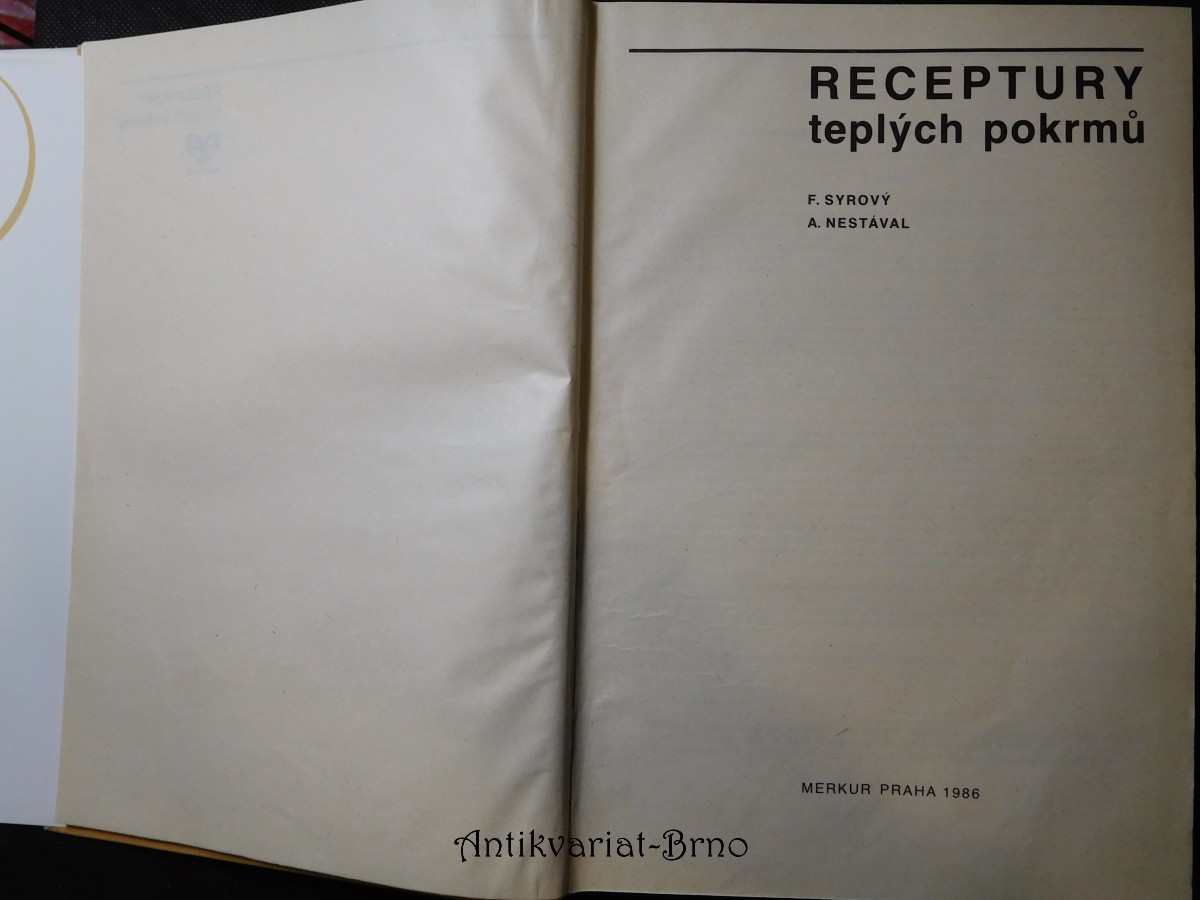 RECEPTURY
teplých pokrmů
F. SYROVÝ
A. NESTÁVAL
MERKUR PRAHA 1986
Antikvariat-Brno